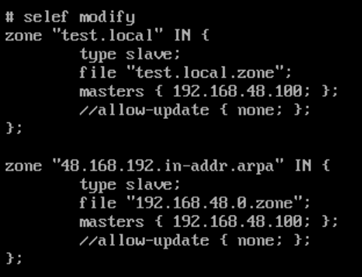 # selef modify
zone "test.local" IN {
type slave;
file "test.local.zone";
masters { 192.168.48.100; };
//allow-update { none; };
};
zone "48.168.192.in-addr.arpa" IN {
type slave;
file "192.168.48.0.zone";
masters { 192.168.48.100; };
//allow-update { none; };
};